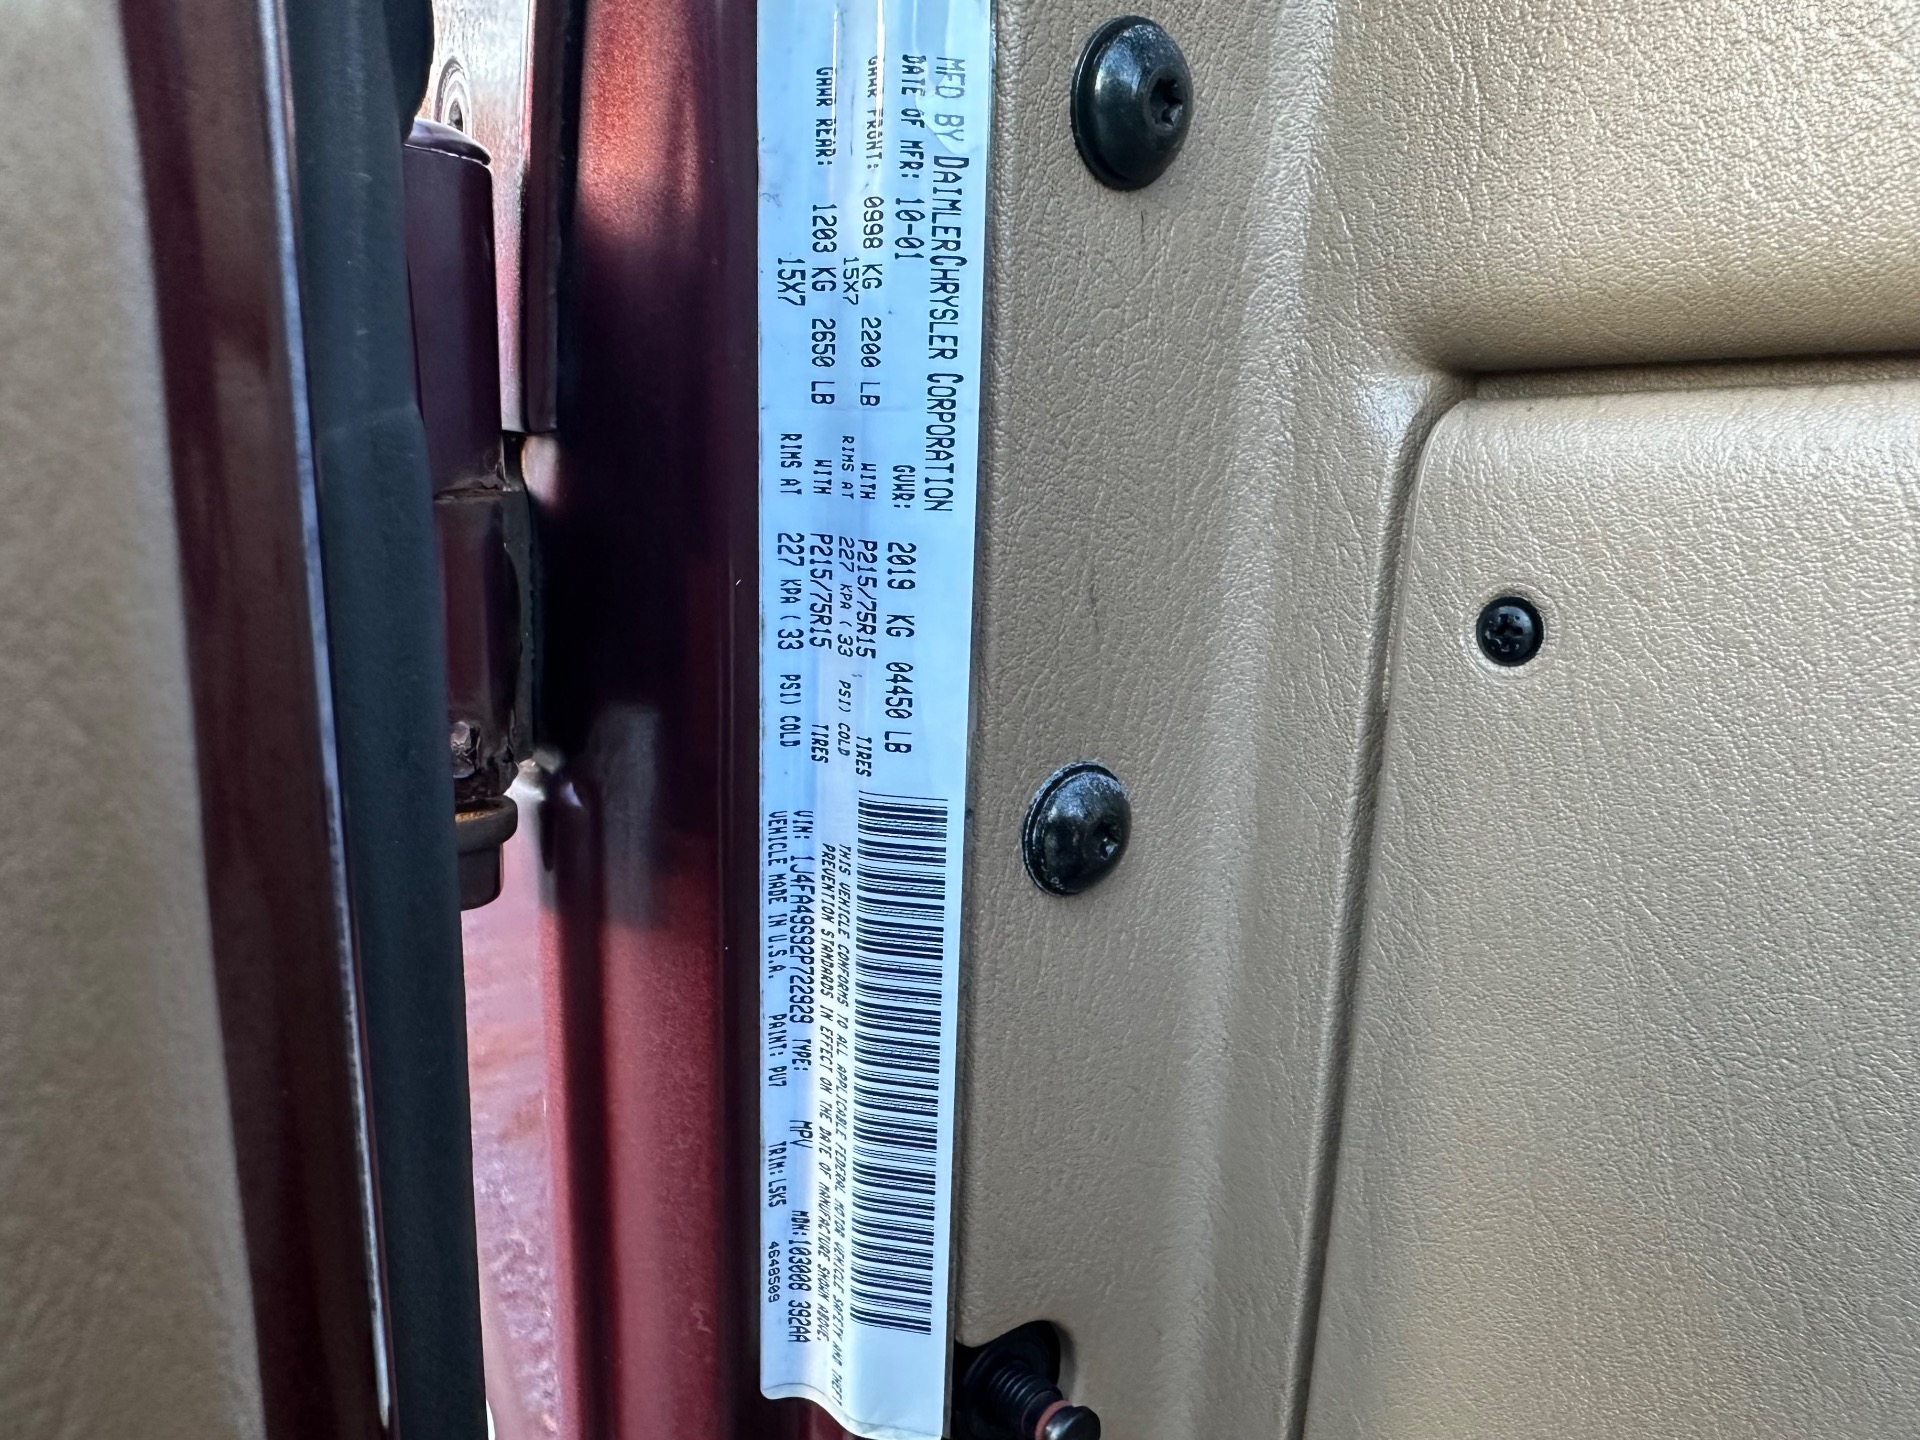 MFD BY DAIMLERCHRYSLER CORPORATION
DATE OF MFR: 10-01 GVWR: 2019 KG 04450 LB
GAWR FRONT: 0998 KG 2200 LB WITH P215/75R15 TIRES
15X7 RIMS AT 227 KPA ( 33 PSI) COLD
GAWR REAR: 1203 KG 2650 LB WITH P215/75R15 TIRES
15X7 RIMS AT 227 KPA ( 33 PSI) COLD
THIS VEHICLE CONFORMS TO ALL APPLICABLE FEDERAL MOTOR VEHICLE SAFETY AND THEFT
PREVENTION STANDARDS IN EFFECT ON THE DATE OF MANUFACTURE SHOWN ABOVE.
VIN: 1J4FA49S92P722929 TYPE: MPV MDH:103008 392AA
VEHICLE MADE IN U.S.A. PAINT: PU7 TRIM: L5K5 4648509